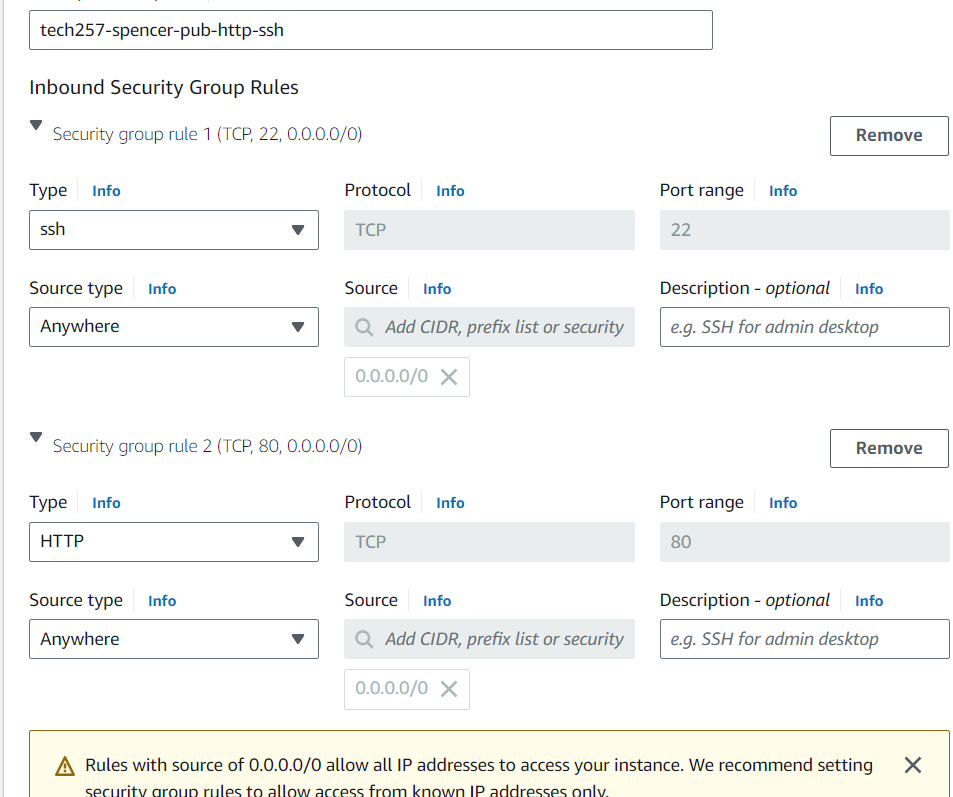 tech257-spencer-pub-http-ssh
Inbound Security Group Rules
Security group rule 1 (TCP, 22, 0.0.0.0/0)
Remove
Type Info Protocol Info Port range Info
ssh TCP 22
Source type Info Source Info Description - optional Info
Anywhere Add CIDR, prefix list or security e.g. SSH for admin desktop
0.0.0.0/0
Security group rule 2 (TCP, 80, 0.0.0.0/0)
Remove
Type Info Protocol Info Port range Info
HTTP TCP 80
Source type Info Source Info Description - optional Info
Anywhere Add CIDR, prefix list or security e.g. SSH for admin desktop
0.0.0.0/0
Rules with source of 0.0.0.0/0 allow all IP addresses to access your instance. We recommend setting
security group rules to allow access from known IP addresses only.